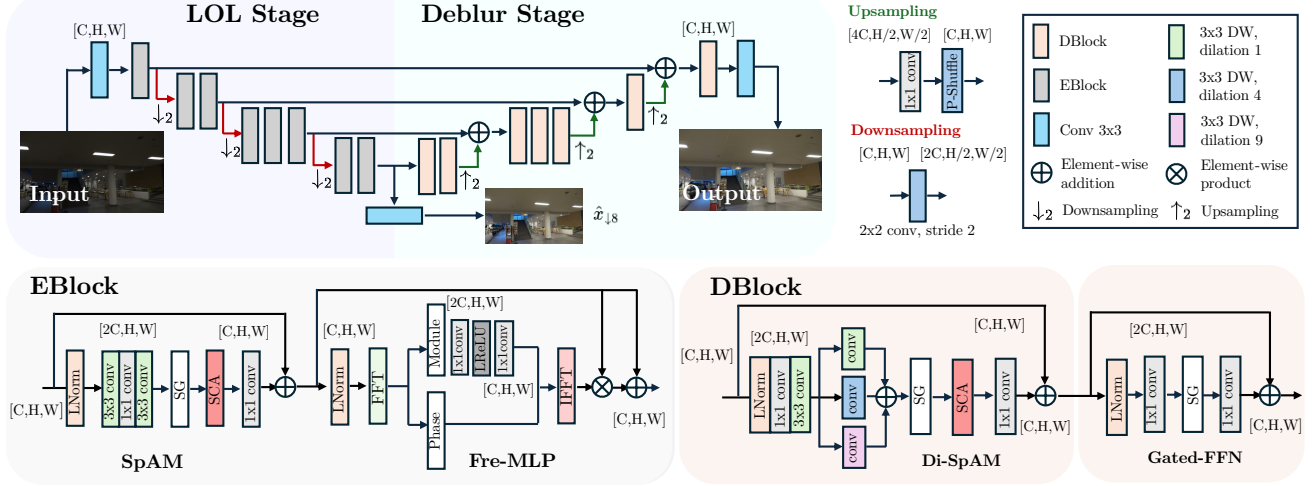 LOL Stage
Deblur Stage
[C,H,W]
↓2
↓2
↓2
↑2
↑2
↑2
[C,H,W]
Input
Output
x̂↓8
Upsampling
[4C,H/2,W/2]
[C,H,W]
1x1 conv
P-Shuffle
Downsampling
[C,H,W]
[2C,H/2,W/2]
2x2 conv, stride 2
DBlock
EBlock
Conv 3x3
Element-wise
addition
↓2 Downsampling
3x3 DW,
dilation 1
3x3 DW,
dilation 4
3x3 DW,
dilation 9
Element-wise
product
↑2 Upsampling
EBlock
[C,H,W]
LNorm
[2C,H,W]
3x3 conv
1x1 conv
3x3 conv
SG
SCA
[C,H,W]
1x1 conv
SpAM
[C,H,W]
LNorm
FFT
Module
[2C,H,W]
1x1conv
LReLU
1x1conv
[C,H,W]
Phase
IFFT
[C,H,W]
Fre-MLP
DBlock
[C,H,W]
[2C,H,W]
LNorm
1x1 conv
3x3 conv
conv
conv
conv
SG
SCA
[C,H,W]
1x1 conv
[C,H,W]
Di-SpAM
[2C,H,W]
LNorm
1x1 conv
SG
1x1 conv
[C,H,W]
Gated-FFN